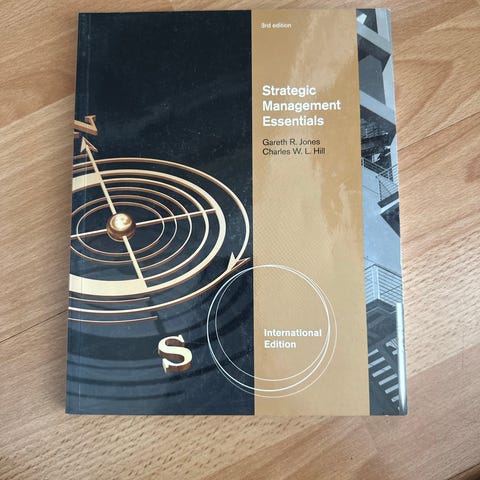 3rd edition
Strategic
Management
Essentials
Gareth R. Jones
Charles W. L. Hill
N
S
International
Edition